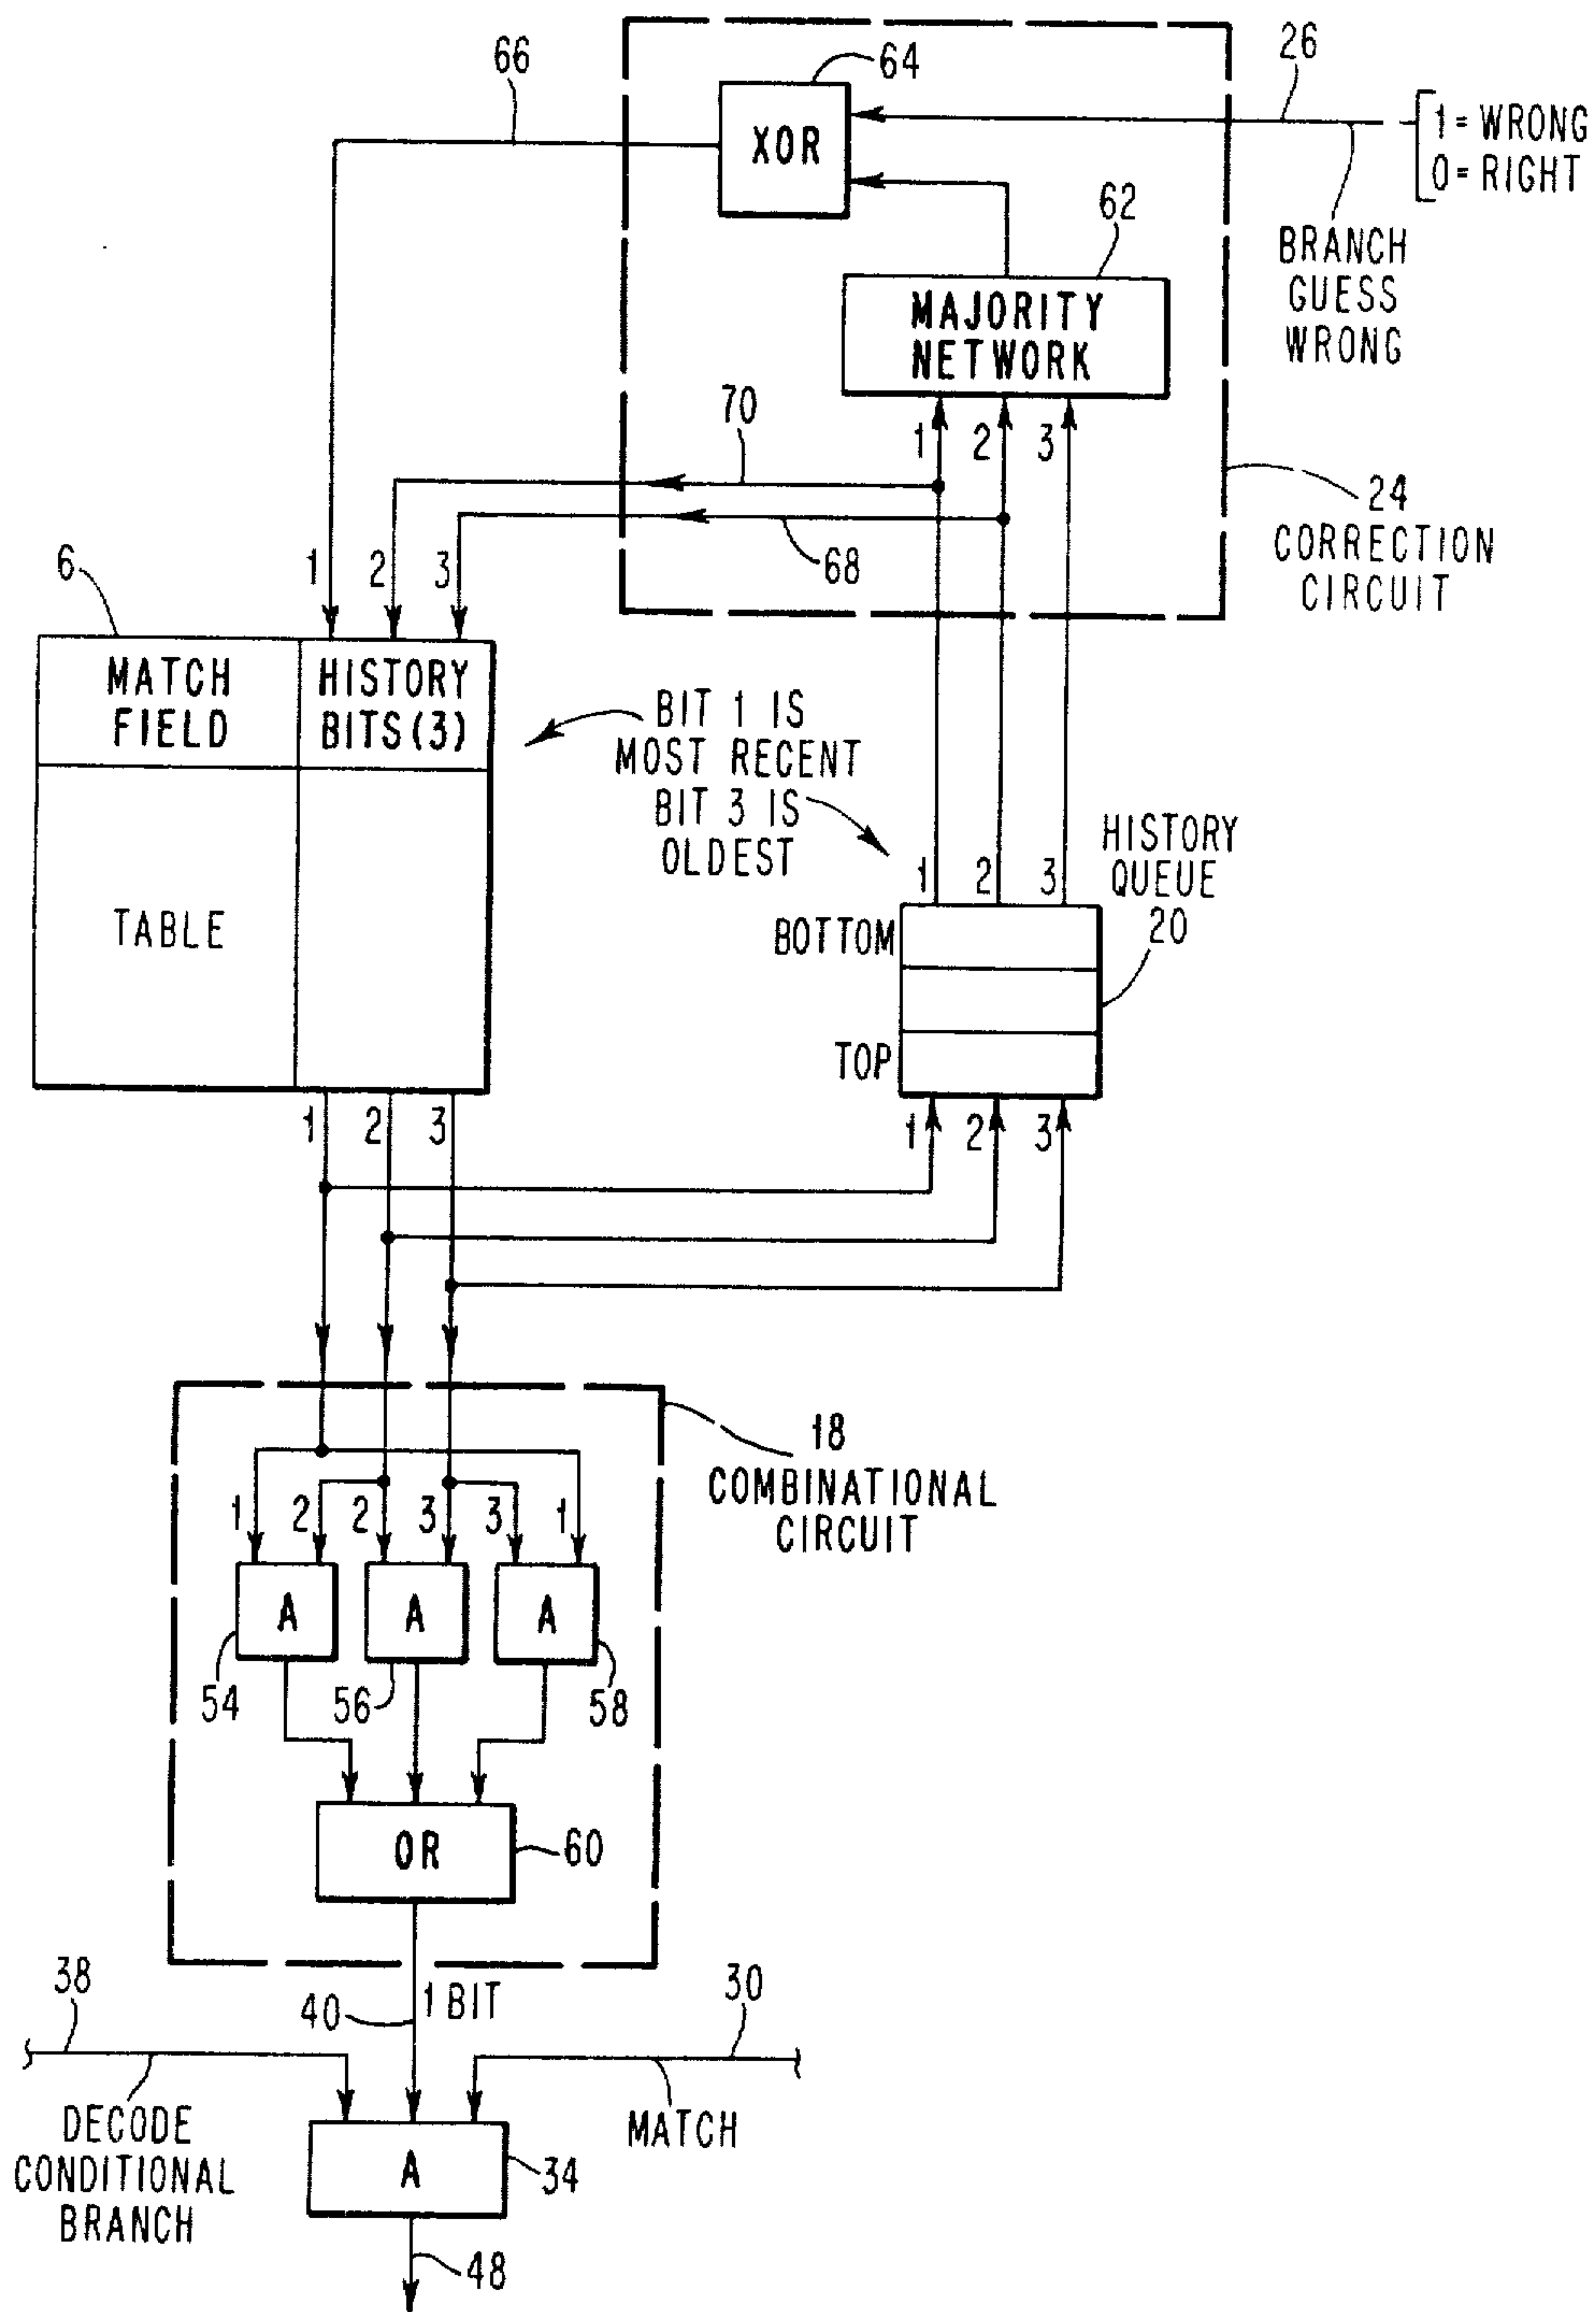 66
64
26
XOR
1 = WRONG
0 = RIGHT
62
BRANCH
GUESS
WRONG
MAJORITY
NETWORK
70
1 2 3
24
CORRECTION
CIRCUIT
68
6
1 2 3
MATCH
FIELD
HISTORY
BITS (3)
BIT 1 IS
MOST RECENT
BIT 3 IS
OLDEST
HISTORY
QUEUE
20
1 2 3
TABLE
BOTTOM
TOP
1 2 3
1 2 3
18
COMBINATIONAL
CIRCUIT
1 2 2 3 3 1
A A A
54 56 58
OR
60
38
40
1 BIT
30
DECODE
CONDITIONAL
BRANCH
MATCH
A
34
48